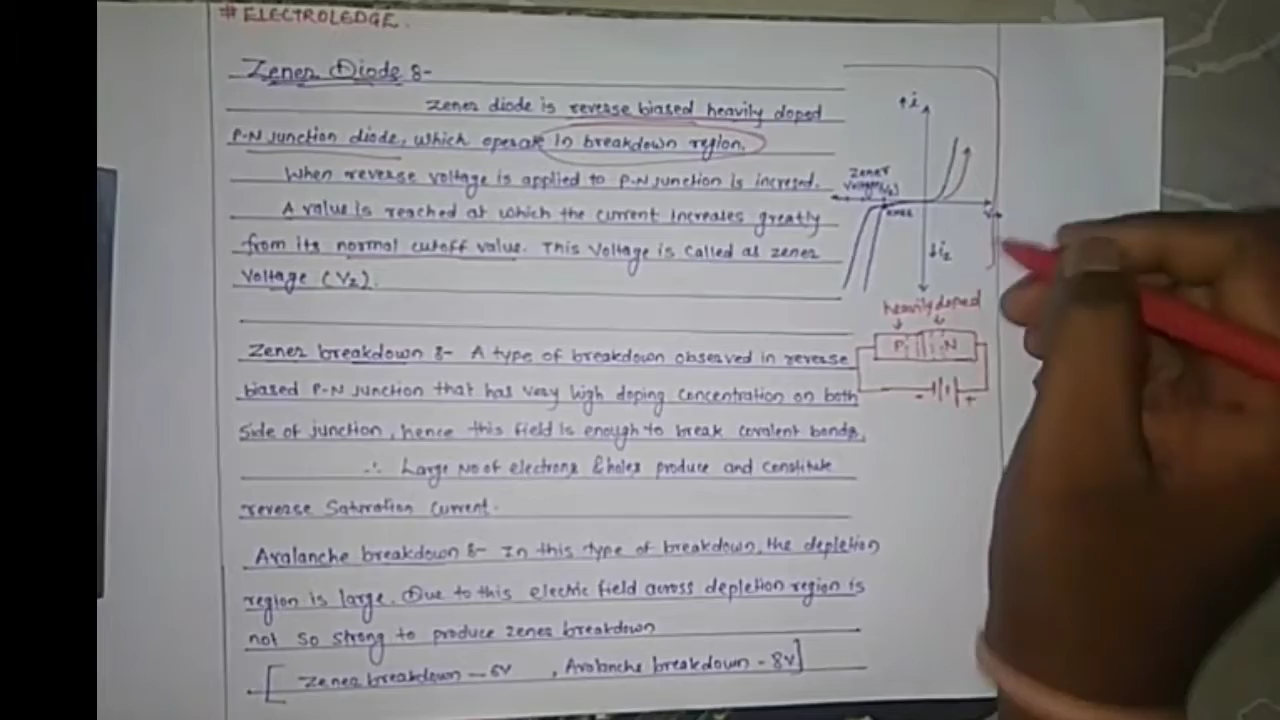 #ELECTROLEDGE.
Zener Diode :-
Zener diode is reverse biased heavily doped
P-N junction diode, which operate in breakdown region.
When reverse voltage is applied to P-N junction is incresed.
A value is reached at which the current increases greatly
from its normal cutoff value. This voltage is called as zener
Voltage (Vz).
Zener breakdown :- A type of breakdown observed in reverse
biased P-N junction that has very high doping concentration on both
side of junction, hence this field is enough to break covalent bonds,
∴ Large No of electrons & holes produce and constitute
reverse Saturation Current.
Avalanche breakdown :- In this type of breakdown, the depletion
region is large. Due to this electric field across depletion region is
not so strong to produce zener breakdown
[ Zener breakdown - 6V , Avalanche breakdown - 8V]
↑ i
Zener
Voltage(Vz)
↓iz
heavily doped
P N
- +